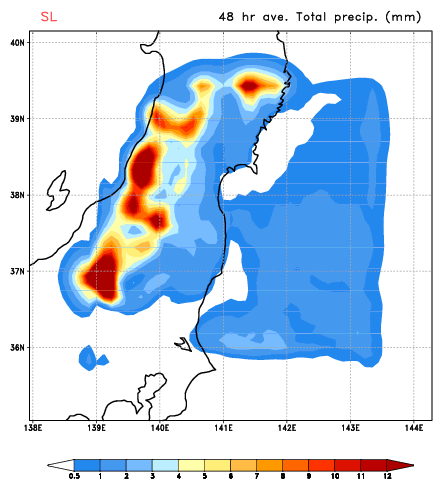 SL
48 hr ave. Total precip. (mm)
40N
39N
38N
37N
36N
138E 139E 140E 141E 142E 143E 144E
0.5 1 2 3 4 5 6 7 8 9 10 11 12